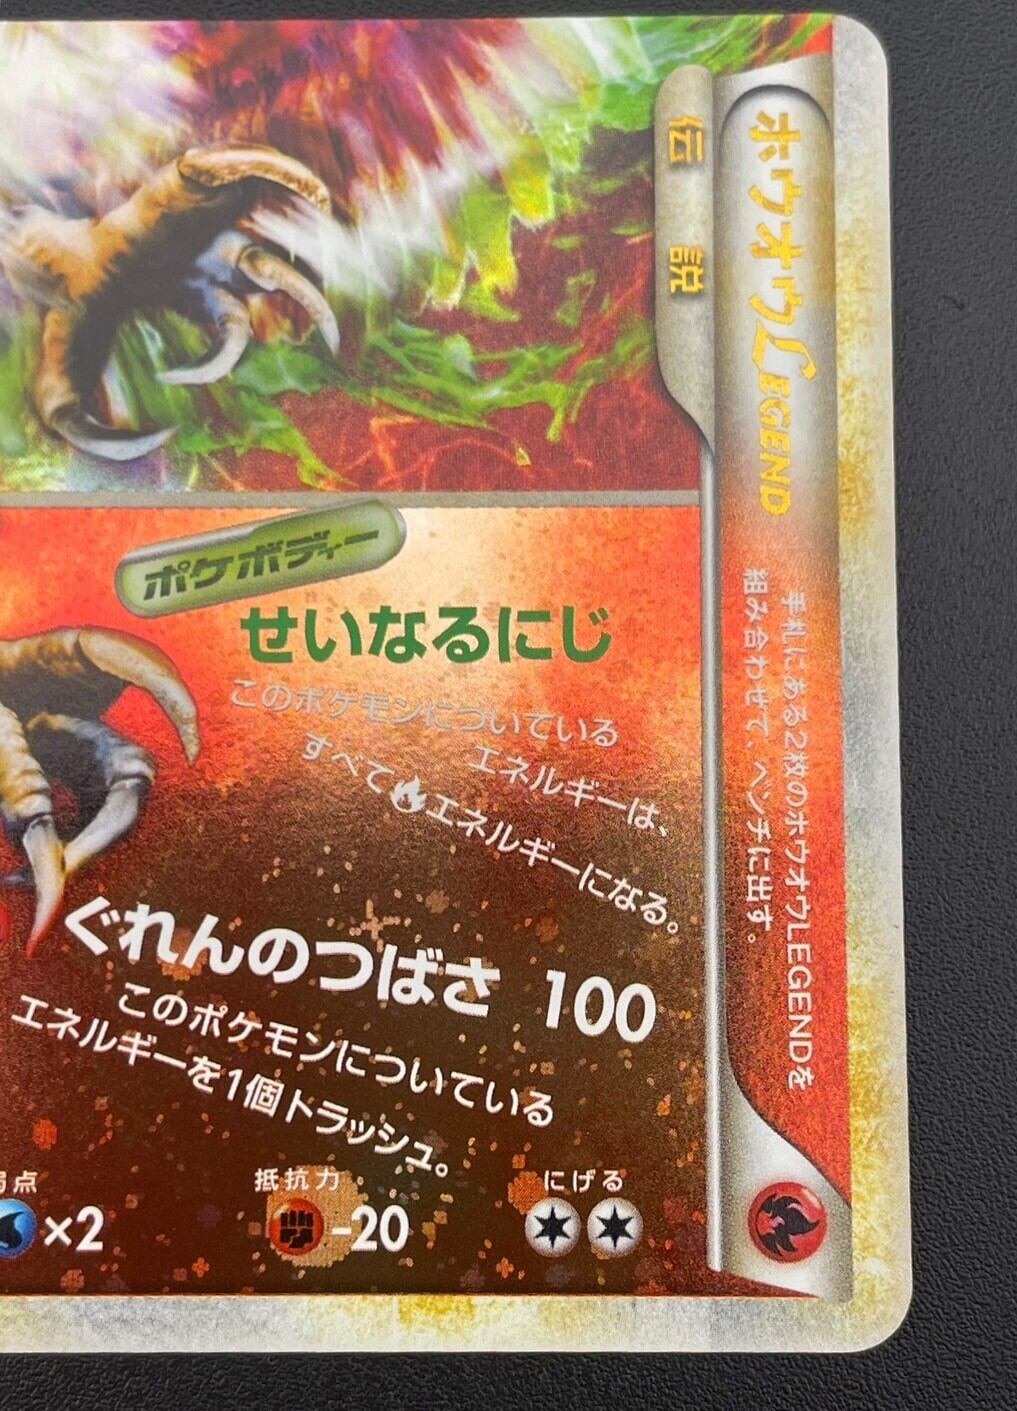 ホウオウLEGEND
伝説
手札にある2枚のホウオウLEGENDを
組み合わせて、ベンチに出す。
ポケボディー
せいなるにじ
このポケモンについている
エネルギーは、
すべて エネルギーになる。
ぐれんのつばさ 100
このポケモンについている
エネルギーを1個トラッシュ。
弱点 抵抗力 にげる
×2 -20